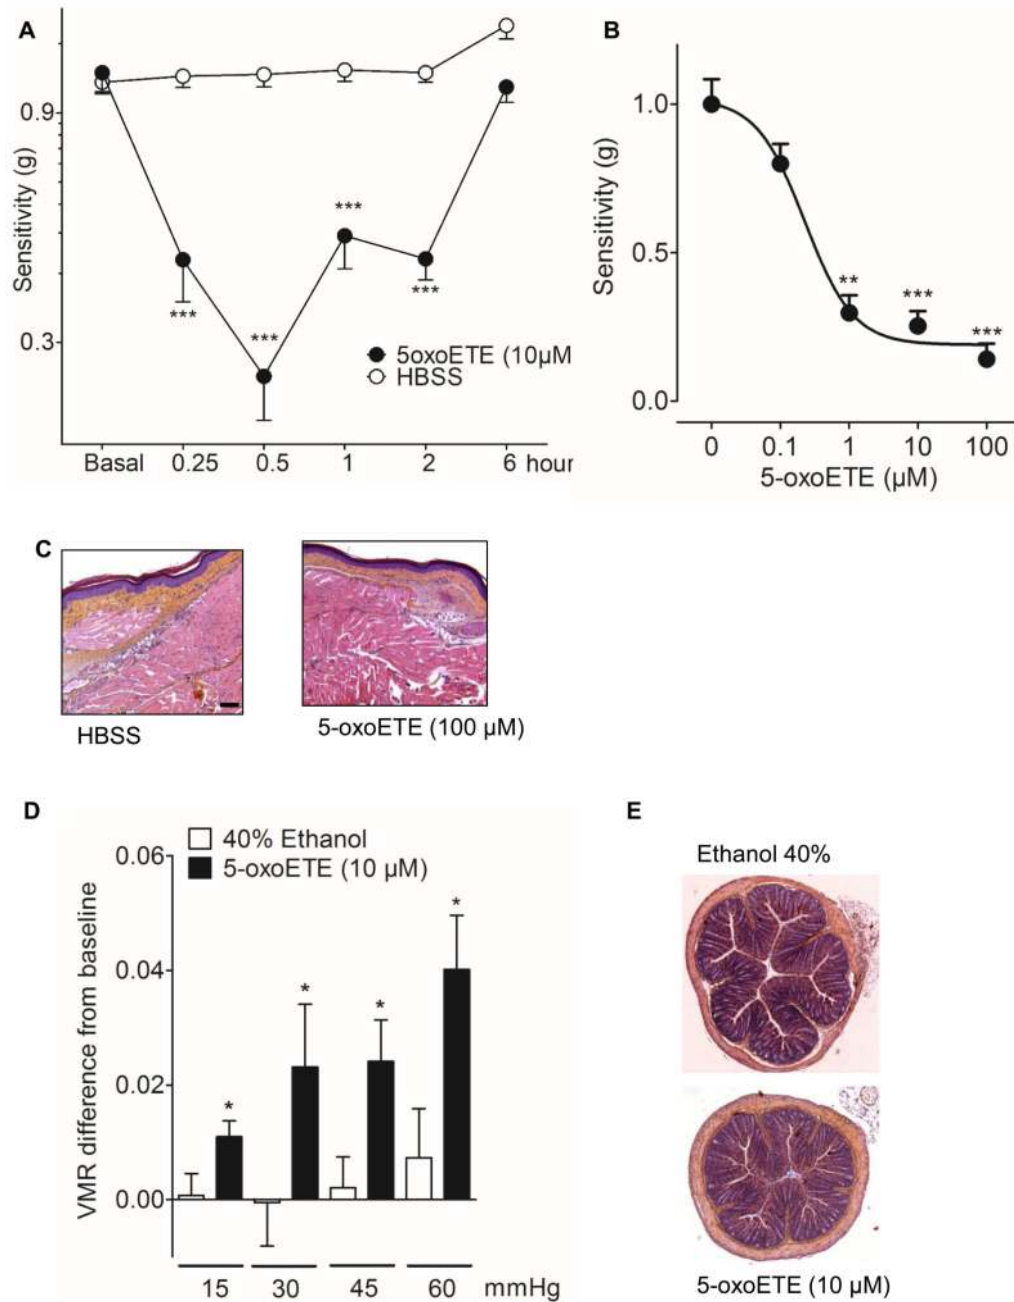 A
Sensitivity (g)
0.9
0.3
***
***
***
***
5oxoETE (10µM
HBSS
Basal 0.25 0.5 1 2 6 hour
B
Sensitivity (g)
1.0
0.5
0.0
**
***
***
0 0.1 1 10 100
5-oxoETE (µM)
C
HBSS
5-oxoETE (100 µM)
D
40% Ethanol
5-oxoETE (10 µM)
VMR difference from baseline
0.06
0.04
0.02
0.00
*
*
*
*
15 30 45 60 mmHg
E
Ethanol 40%
5-oxoETE (10 µM)